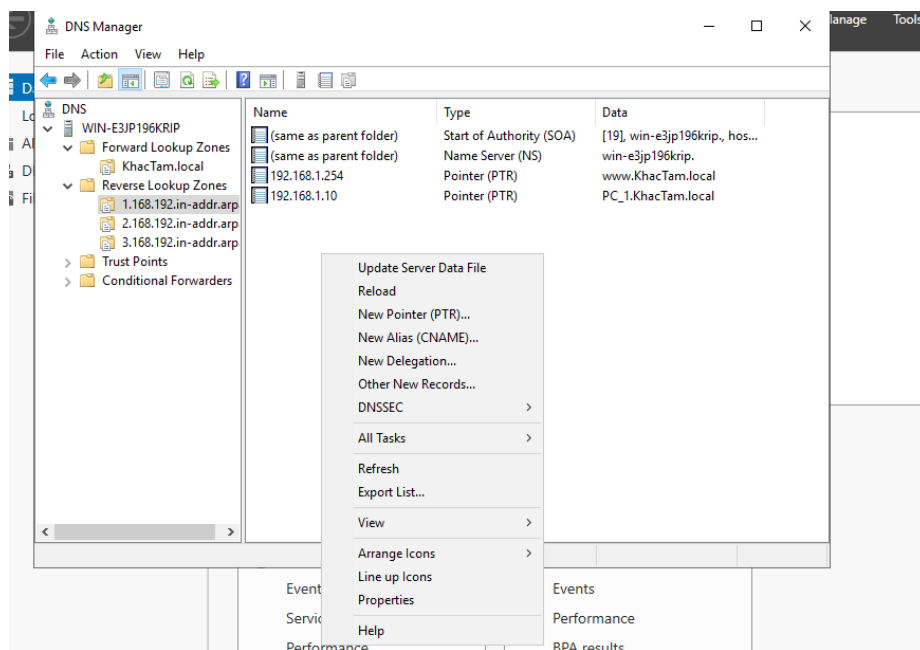 DNS Manager
Manage Tools
File Action View Help
DNS
WIN-E3JP196KRIP
Forward Lookup Zones
KhacTam.local
Reverse Lookup Zones
1.168.192.in-addr.arp
2.168.192.in-addr.arp
3.168.192.in-addr.arp
Trust Points
Conditional Forwarders
Name Type Data
(same as parent folder) Start of Authority (SOA) [19], win-e3jp196krip., hos...
(same as parent folder) Name Server (NS) win-e3jp196krip.
192.168.1.254 Pointer (PTR) www.KhacTam.local
192.168.1.10 Pointer (PTR) PC_1.KhacTam.local
Update Server Data File
Reload
New Pointer (PTR)...
New Alias (CNAME)...
New Delegation...
Other New Records...
DNSSEC
All Tasks
Refresh
Export List...
View
Arrange Icons
Line up Icons
Properties
Help
Event
Performance
Events
Performance
BPA results